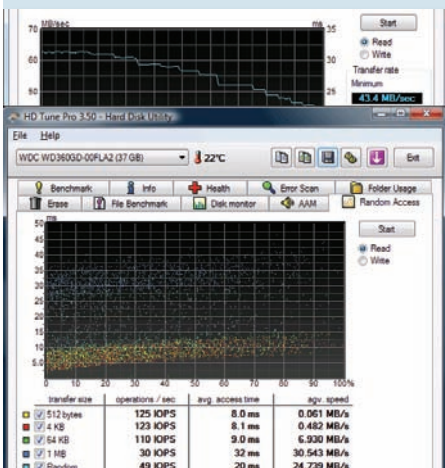 70 MB/sec ms 35
Start
Read
60 30
Write
Transfer rate
Minimum
50 25
43.4 MB/sec
HD Tune Pro 3.50 - Hard Disk Utility
File Help
WDC WD360GD-00FLA2 (37 GB) 22°C Exit
Benchmark Info Health Error Scan Folder Usage
Erase File Benchmark Disk monitor AAM Random Access
ms
50
Start
45
Read
40
Write
35
30
25
20
15
10
5.0
0 10 20 30 40 50 60 70 80 90 100%
transfer size operations / sec avg. access time agv. speed
512 bytes 125 IOPS 8.0 ms 0.061 MB/s
4 KB 123 IOPS 8.1 ms 0.482 MB/s
64 KB 110 IOPS 9.0 ms 6.930 MB/s
1 MB 30 IOPS 32 ms 30.543 MB/s
Random 49 IOPS 20 ms 24.739 MB/s